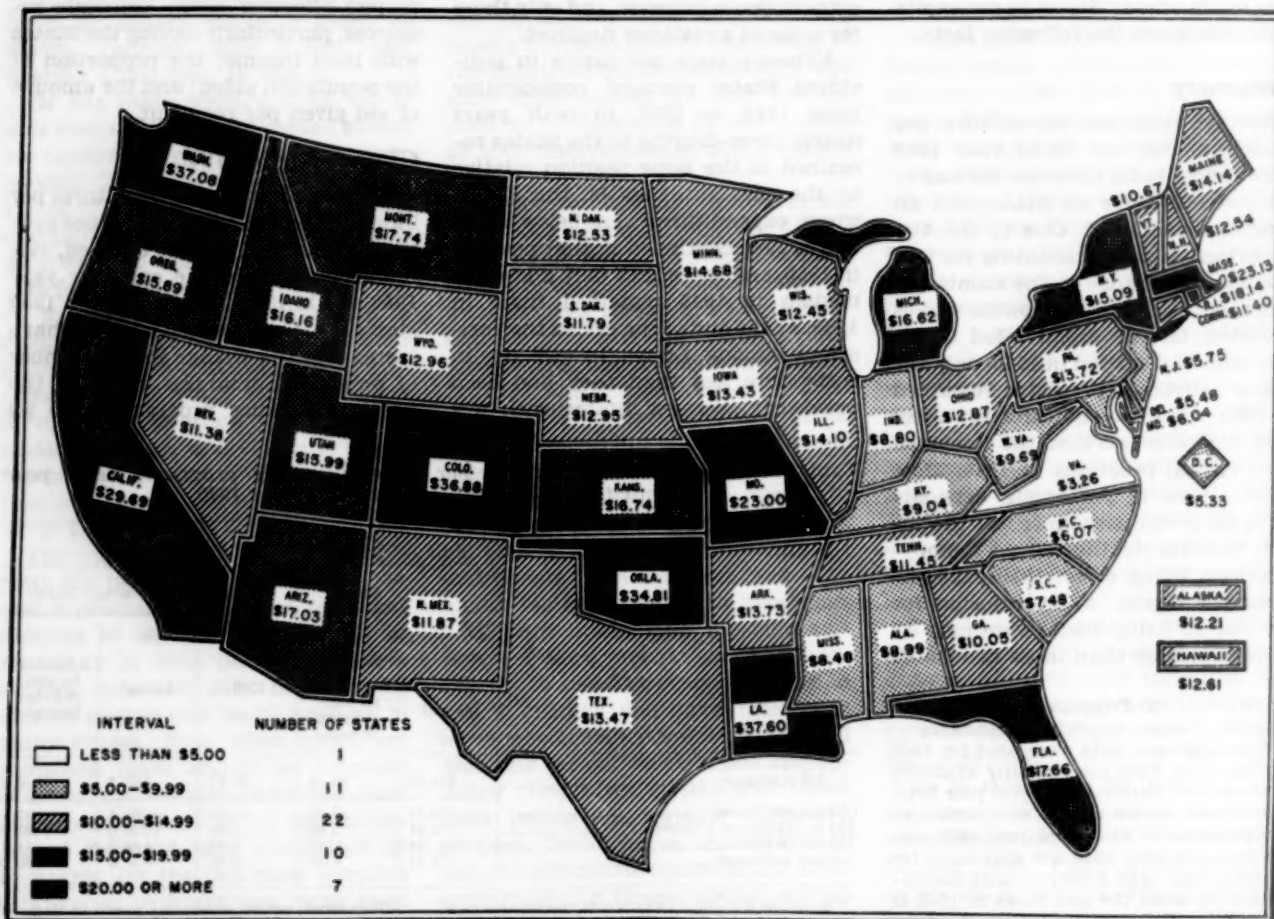 WASH.
$37.08
OREG.
$15.89
CALIF.
$29.69
NEV.
$11.38
IDAHO
$16.16
MONT.
$17.74
WYO.
$12.96
UTAH
$15.99
COLO.
$36.88
ARIZ.
$17.03
N. MEX.
$11.87
N. DAK.
$12.53
S. DAK.
$11.79
NEBR.
$12.95
KANS.
$16.74
OKLA.
$34.81
TEX.
$13.47
MINN.
$14.68
IOWA
$13.43
MO.
$23.00
ARK.
$13.73
LA.
$37.60
WIS.
$12.45
ILL.
$14.10
MICH.
$16.62
IND.
$8.80
OHIO
$12.87
KY.
$9.04
TENN.
$11.45
MISS.
$8.48
ALA.
$8.99
GA.
$10.05
FLA.
$17.66
S.C.
$7.48
N.C.
$6.07
VA.
$3.26
W. VA.
$9.69
PA.
$13.72
N.Y.
$15.09
$10.67
VT.
N.H.
$12.54
MAINE
$14.14
MASS.
$23.13
R.I. $18.14
CONN. $11.40
N.J. $5.75
DEL. $5.48
MD. $6.04
D.C.
$5.33
ALASKA
$12.21
HAWAII
$12.61
INTERVAL NUMBER OF STATES
LESS THAN $5.00 1
$5.00–$9.99 11
$10.00–$14.99 22
$15.00–$19.99 10
$20.00 OR MORE 7